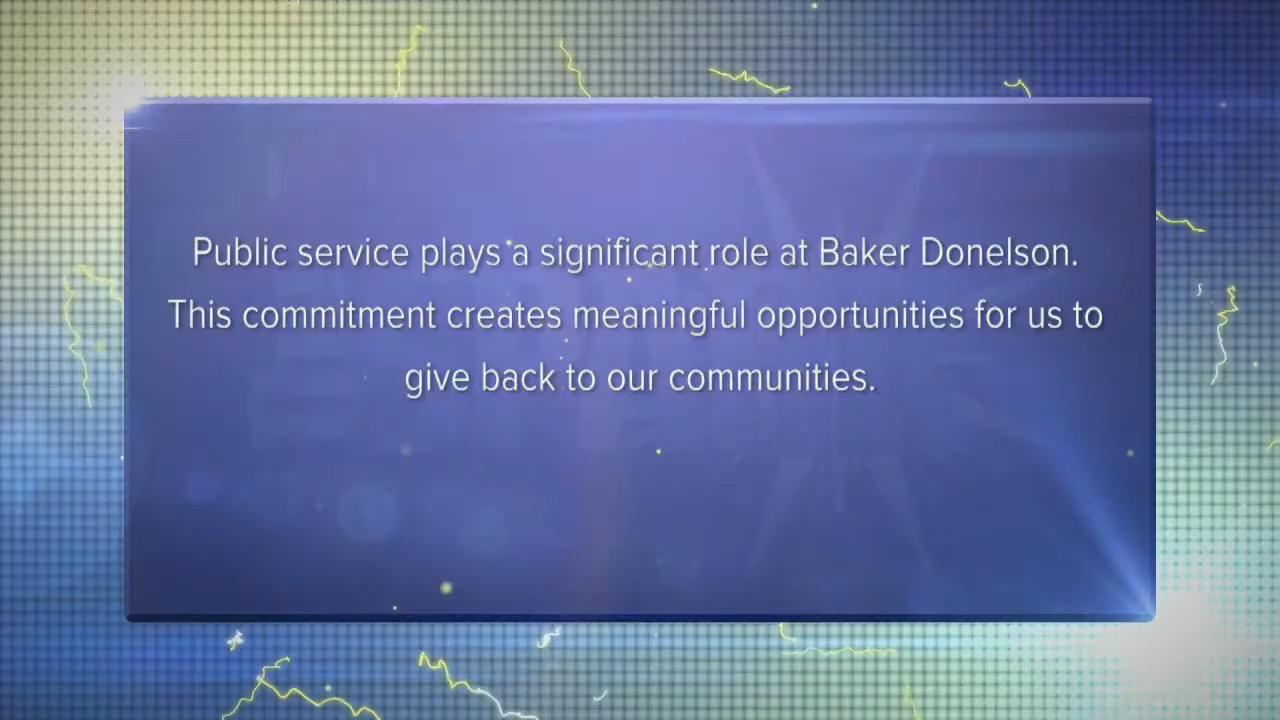 Public service plays a significant role at Baker Donelson.
This commitment creates meaningful opportunities for us to
give back to our communities.